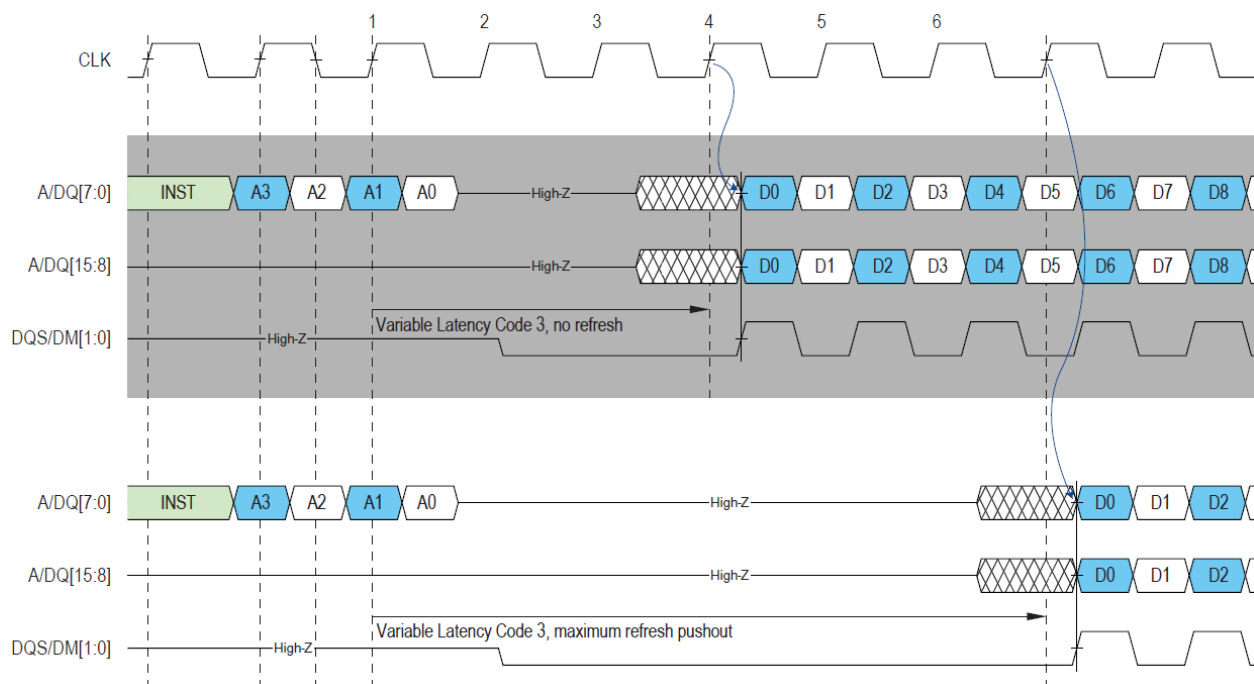 1 2 3 4 5 6
CLK
A/DQ[7:0] INST A3 A2 A1 A0 High-Z D0 D1 D2 D3 D4 D5 D6 D7 D8
A/DQ[15:8] High-Z D0 D1 D2 D3 D4 D5 D6 D7 D8
Variable Latency Code 3, no refresh
DQS/DM[1:0] High-Z
A/DQ[7:0] INST A3 A2 A1 A0 High-Z D0 D1 D2
A/DQ[15:8] High-Z D0 D1 D2
Variable Latency Code 3, maximum refresh pushout
DQS/DM[1:0] High-Z